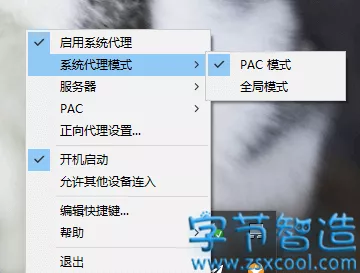 启用系统代理
系统代理模式
PAC 模式
服务器
全局模式
PAC
正向代理设置...
开机启动
允许其他设备连入
编辑快捷键...
帮助
退出
字节智造
www.zsxcool.com